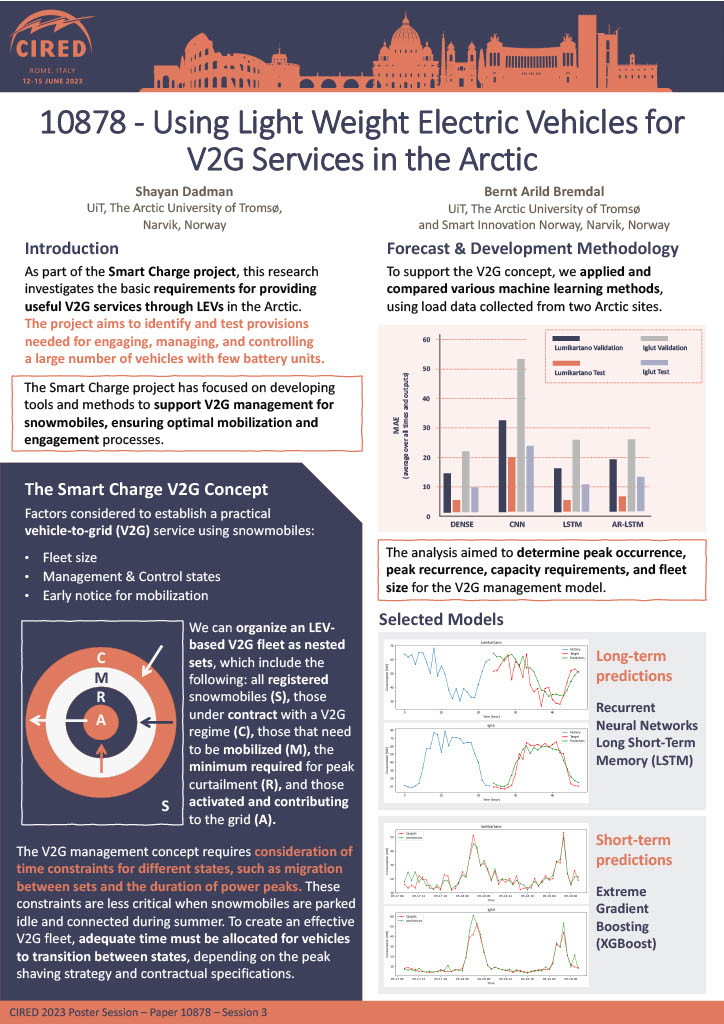 CIRED
ROME, ITALY
12-15 JUNE 2023
10878 - Using Light Weight Electric Vehicles for
V2G Services in the Arctic
Shayan Dadman
UiT, The Arctic University of Tromsø,
Narvik, Norway
Bernt Arild Bremdal
UiT, The Arctic University of Tromsø
and Smart Innovation Norway, Narvik, Norway
Introduction
As part of the Smart Charge project, this research
investigates the basic requirements for providing
useful V2G services through LEVs in the Arctic.
The project aims to identify and test provisions
needed for engaging, managing, and controlling
a large number of vehicles with few battery units.
The Smart Charge project has focused on developing
tools and methods to support V2G management for
snowmobiles, ensuring optimal mobilization and
engagement processes.
The Smart Charge V2G Concept
Factors considered to establish a practical
vehicle-to-grid (V2G) service using snowmobiles:
• Fleet size
• Management & Control states
• Early notice for mobilization
C
M
R
A
S
We can organize an LEV-
based V2G fleet as nested
sets, which include the
following: all registered
snowmobiles (S), those
under contract with a V2G
regime (C), those that need
to be mobilized (M), the
minimum required for peak
curtailment (R), and those
activated and contributing
to the grid (A).
The V2G management concept requires consideration of
time constraints for different states, such as migration
between sets and the duration of power peaks. These
constraints are less critical when snowmobiles are parked
idle and connected during summer. To create an effective
V2G fleet, adequate time must be allocated for vehicles
to transition between states, depending on the peak
shaving strategy and contractual specifications.
Forecast & Development Methodology
To support the V2G concept, we applied and
compared various machine learning methods,
using load data collected from two Arctic sites.
60
50
40
30
20
10
0
MAE
(average over all times and outputs)
Lumikartano Validation
Iglut Validation
Lumikartano Test
Iglut Test
DENSE CNN LSTM AR-LSTM
The analysis aimed to determine peak occurrence,
peak recurrence, capacity requirements, and fleet
size for the V2G management model.
Selected Models
lumikartano
History
Target
Prediction
Time [hour]
iglut
History
Target
Prediction
Time [hour]
Long-term
predictions
Recurrent
Neural Networks
Long Short-Term
Memory (LSTM)
lumikartano
targets
predictions
Time
iglut
targets
predictions
Time
Short-term
predictions
Extreme
Gradient
Boosting
(XGBoost)
CIRED 2023 Poster Session – Paper 10878 – Session 3